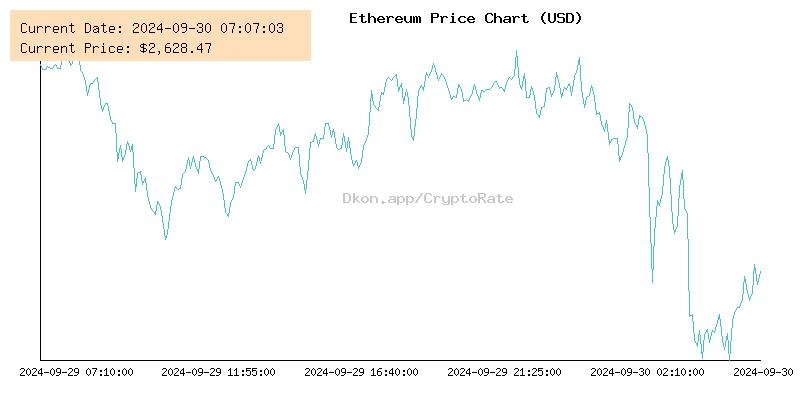 Ethereum Price Chart (USD)
Current Date: 2024-09-30 07:07:03
Current Price: $2,628.47
Dkon.app/CryptoRate
2024-09-29 07:10:00 2024-09-29 11:55:00 2024-09-29 16:40:00 2024-09-29 21:25:00 2024-09-30 02:10:00 2024-09-30